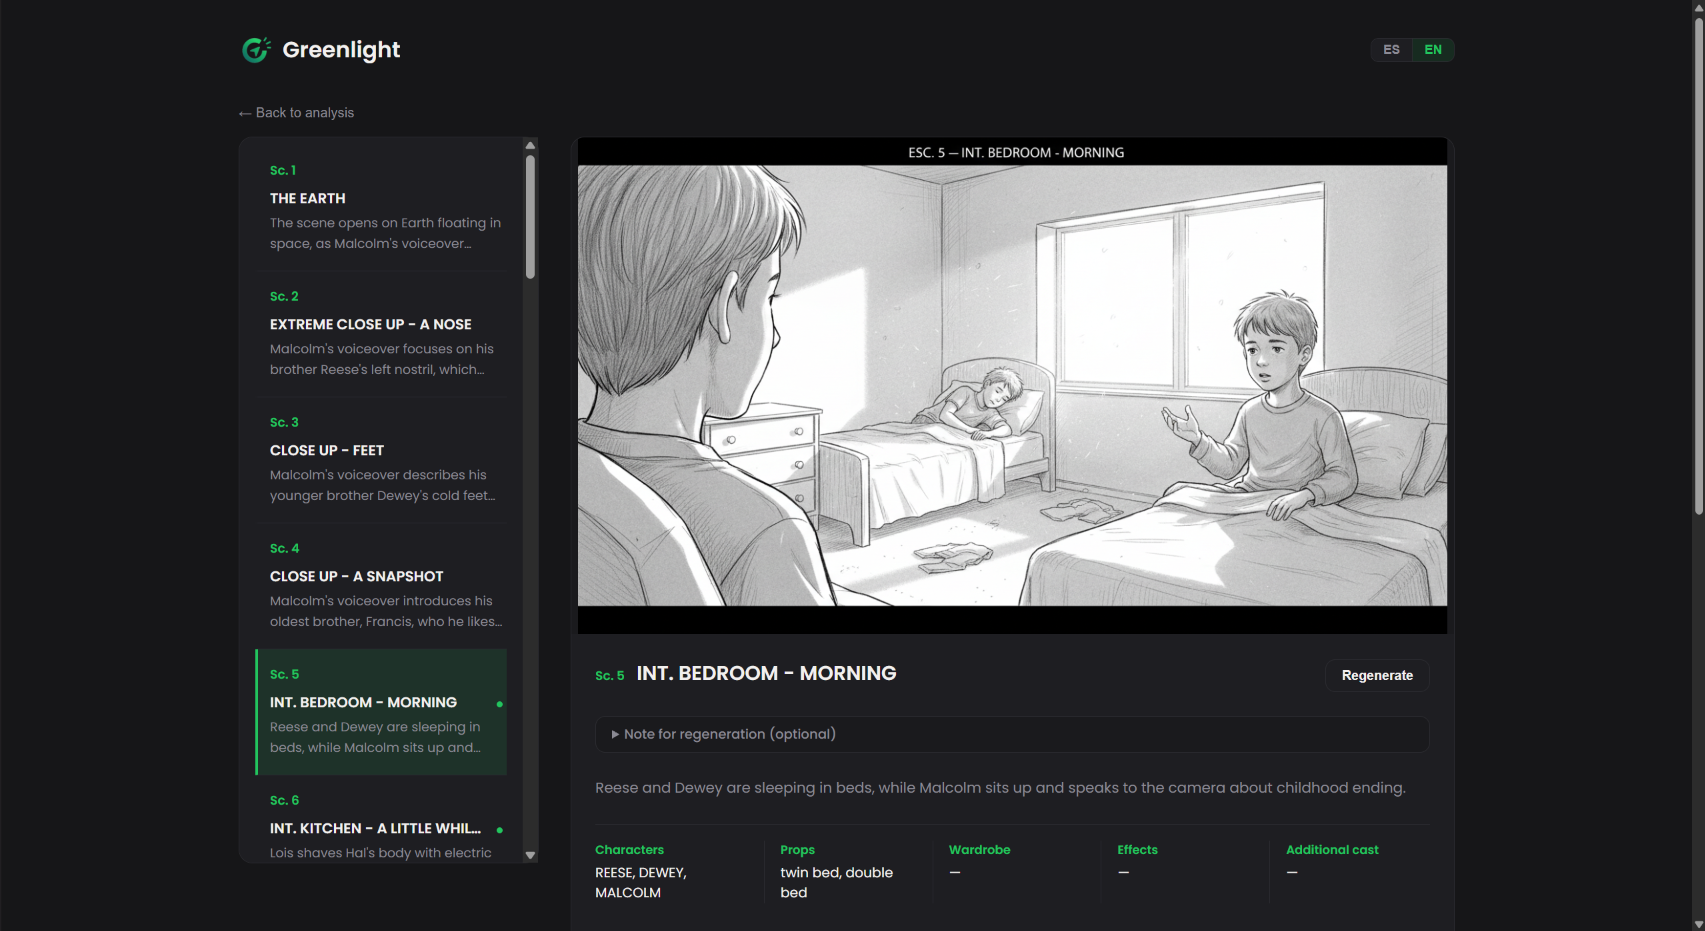 Greenlight
ES EN
← Back to analysis
Sc. 1
THE EARTH
The scene opens on Earth floating in
space, as Malcolm's voiceover...
Sc. 2
EXTREME CLOSE UP - A NOSE
Malcolm's voiceover focuses on his
brother Reese's left nostril, which...
Sc. 3
CLOSE UP - FEET
Malcolm's voiceover describes his
younger brother Dewey's cold feet...
Sc. 4
CLOSE UP - A SNAPSHOT
Malcolm's voiceover introduces his
oldest brother, Francis, who he likes...
Sc. 5
INT. BEDROOM - MORNING
Reese and Dewey are sleeping in
beds, while Malcolm sits up and...
Sc. 6
INT. KITCHEN - A LITTLE WHIL...
Lois shaves Hal's body with electric
ESC. 5 — INT. BEDROOM - MORNING
Sc. 5 INT. BEDROOM - MORNING
Regenerate
▶ Note for regeneration (optional)
Reese and Dewey are sleeping in beds, while Malcolm sits up and speaks to the camera about childhood ending.
Characters
REESE, DEWEY,
MALCOLM
Props
twin bed, double
bed
Wardrobe
—
Effects
—
Additional cast
—